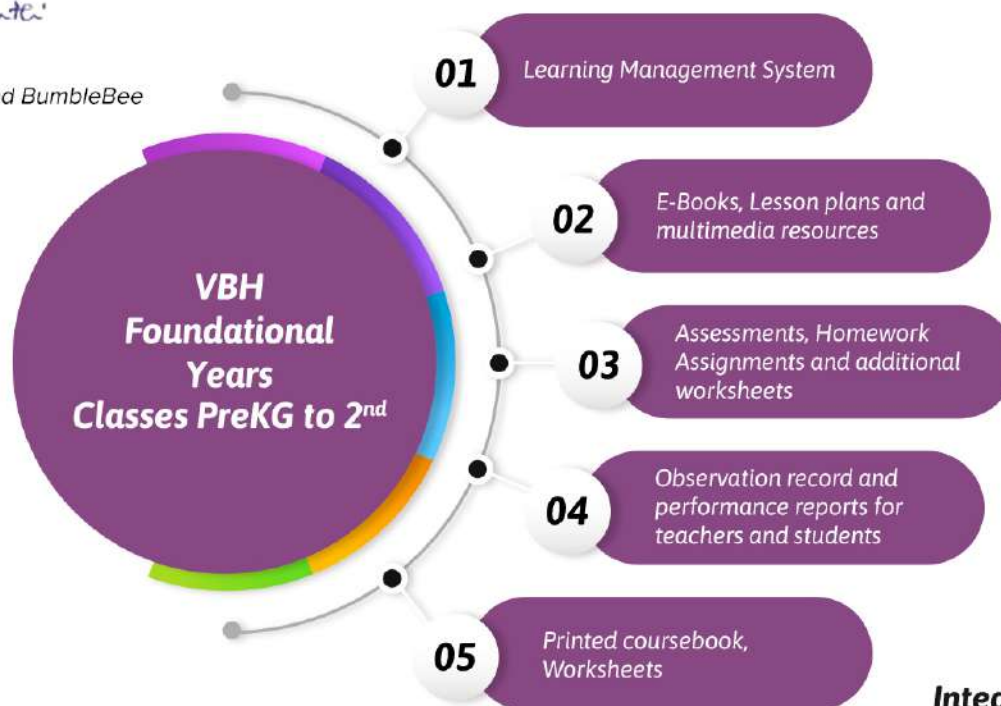 d BumbleBee
01
Learning Management System
02
E-Books, Lesson plans and
multimedia resources
VBH
Foundational
Years
Classes PreKG to 2nd
03
Assessments, Homework
Assignments and additional
worksheets
04
Observation record and
performance reports for
teachers and students
05
Printed coursebook,
Worksheets